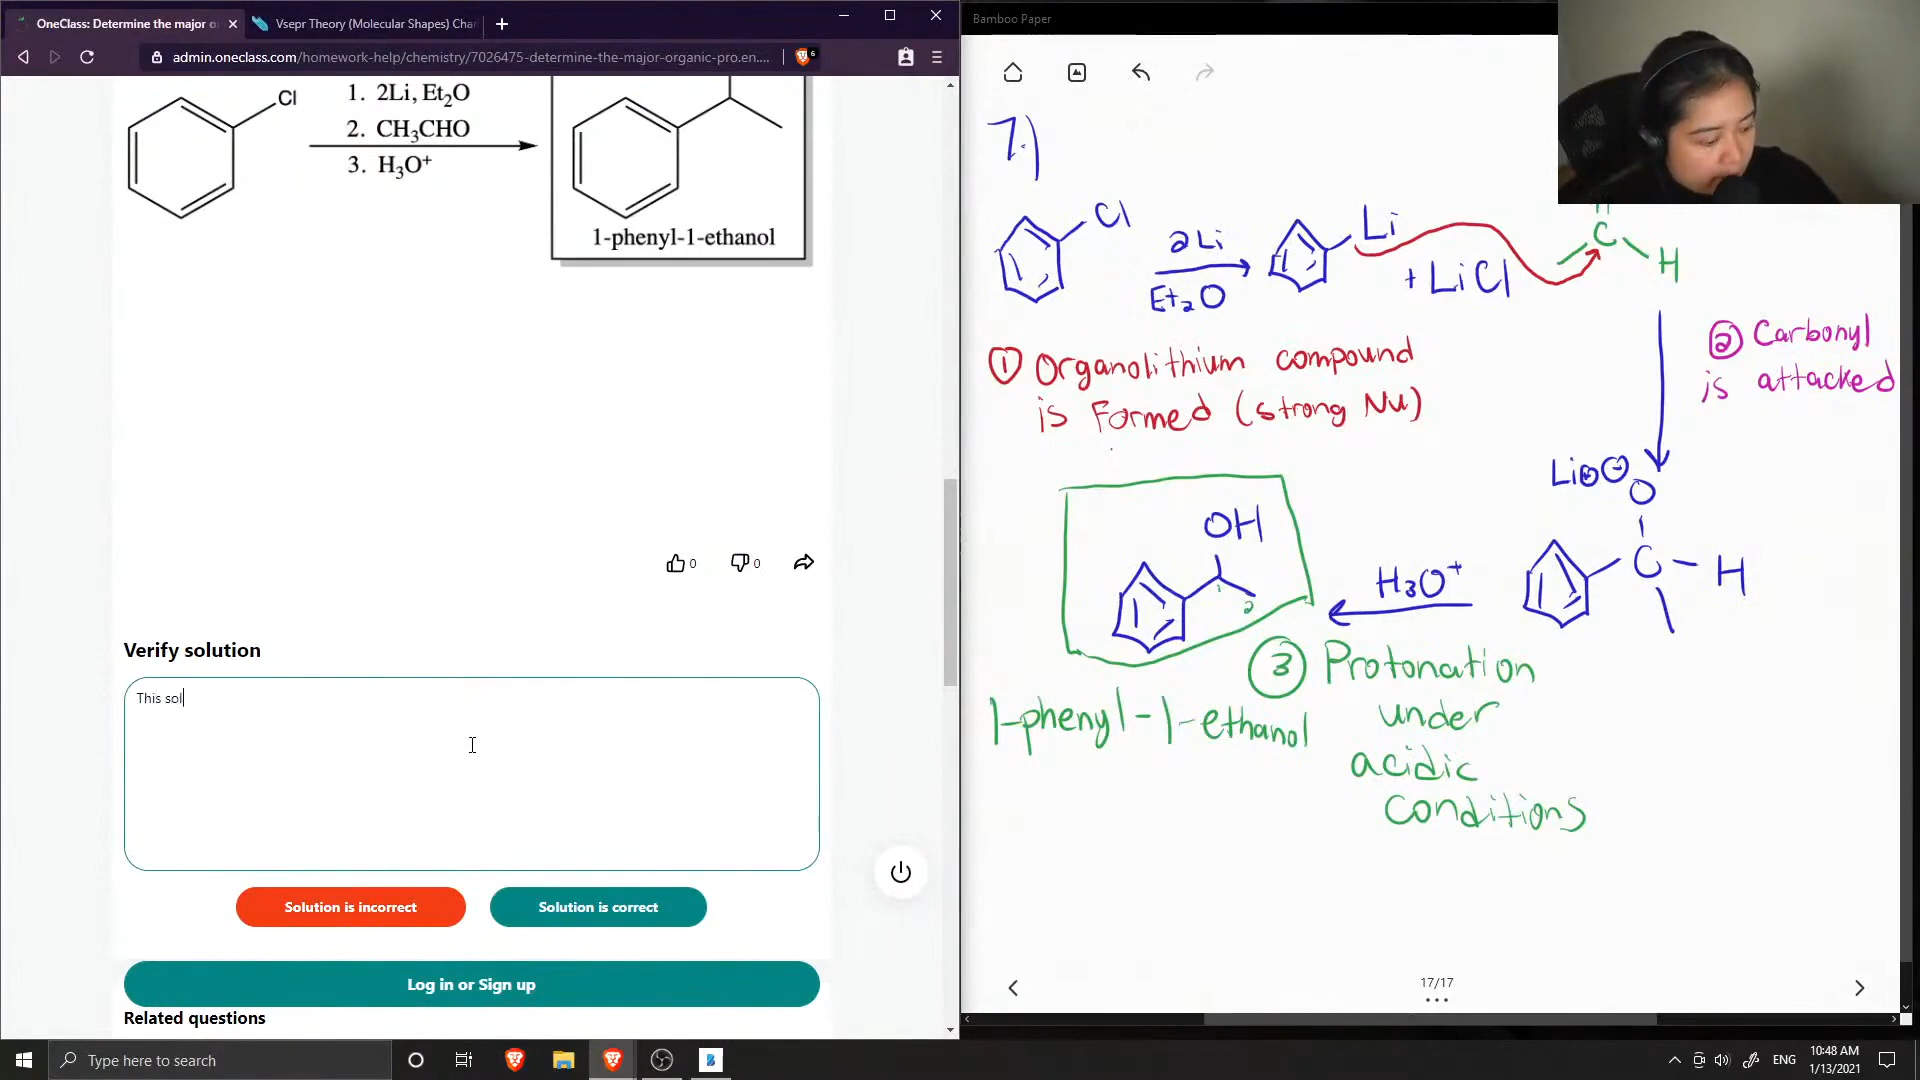 OneClass: Determine the major o
Vsepr Theory (Molecular Shapes) Cha
admin.oneclass.com/homework-help/chemistry/7026475-determine-the-major-organic-pro.en....
6
Cl
1. 2Li, Et₂O
2. CH₃CHO
3. H₃O⁺
1-phenyl-1-ethanol
0
0
Verify solution
This sol
Solution is incorrect
Solution is correct
Log in or Sign up
Related questions
Bamboo Paper
7.)
Cl
2Li
Et₂O
Li
+ LiCl
C
H
① Organolithium compound
is Formed (strong Nu)
② Carbonyl
is attacked
Li⊕⊖
O
C - H
H₃O⁺
OH
1
2
③ Protonation
under
acidic
conditions
1-phenyl-1-ethanol
17/17
Type here to search
ENG
10:48 AM
1/13/2021